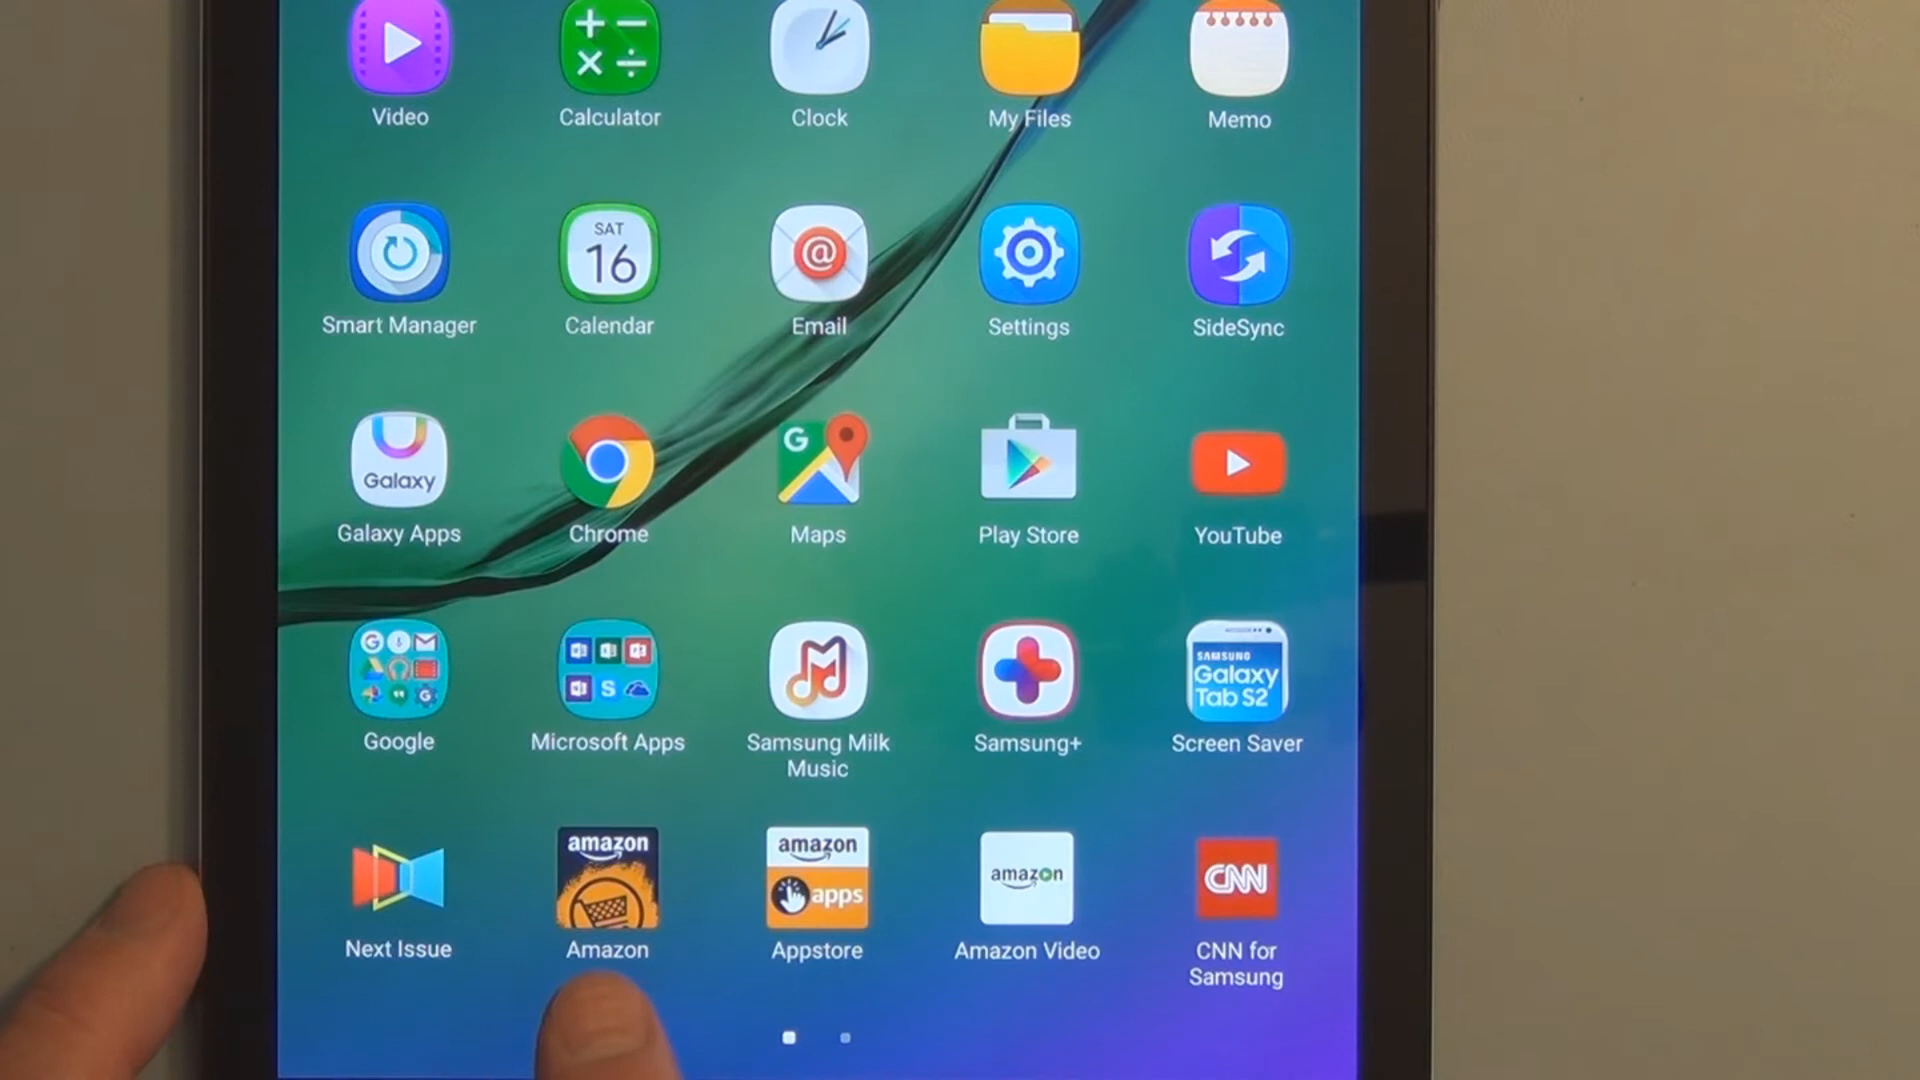 Video
Calculator
Clock
My Files
Memo
SAT
16
Smart Manager
Calendar
Email
Settings
SideSync
Galaxy
Galaxy Apps
Chrome
Maps
Play Store
YouTube
SAMSUNG
Galaxy
Tab S2
Google
Microsoft Apps
Samsung Milk
Music
Samsung+
Screen Saver
amazon
amazon
apps
amazon
CNN
Next Issue
Amazon
Appstore
Amazon Video
CNN for
Samsung